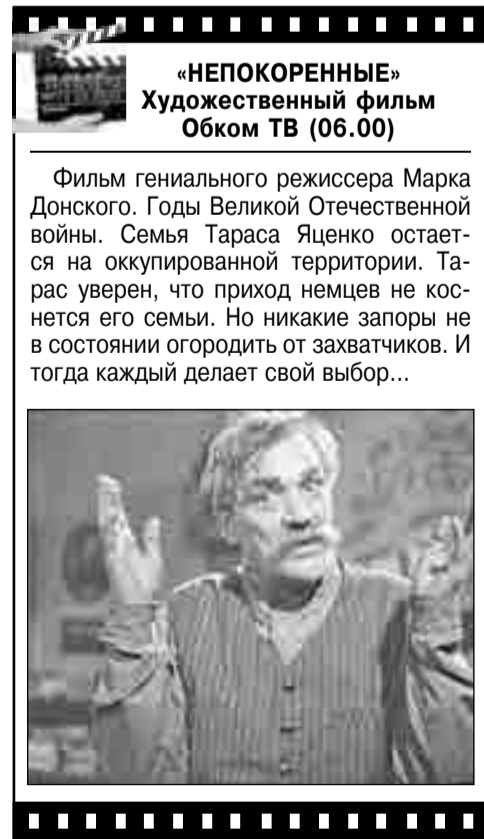 «НЕПОКОРЕННЫЕ»
Художественный фильм
Обком ТВ (06.00)
Фильм гениального режиссера Марка
Донского. Годы Великой Отечественной
войны. Семья Тараса Яценко остает-
ся на оккупированной территории. Та-
рас уверен, что приход немцев не кос-
нется его семьи. Но никакие запоры не
в состоянии огородить от захватчиков. И
тогда каждый делает свой выбор...